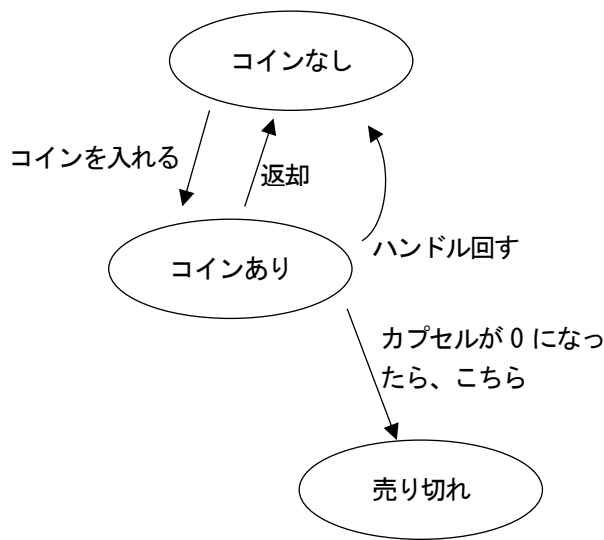 コインなし
コインを入れる
返却
ハンドル回す
コインあり
カプセルが 0 になっ
たら、こちら
売り切れ